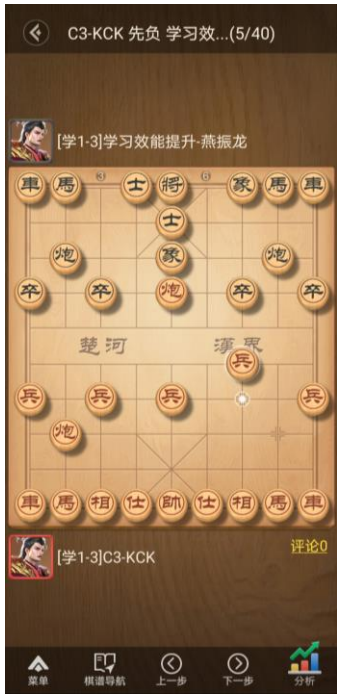 C3-KCK 先负 学习效...(5/40)
[学1-3]学习效能提升-燕振龙
車 馬 3 士 將 6 象 馬 車
士
炮 象 炮
卒 卒 炮 卒 卒
楚河 漢界
兵
兵 兵 兵 兵
炮
車 馬 相 仕 帥 仕 相 馬 車
[学1-3]C3-KCK
评论0
菜单 棋谱导航 上一步 下一步 分析